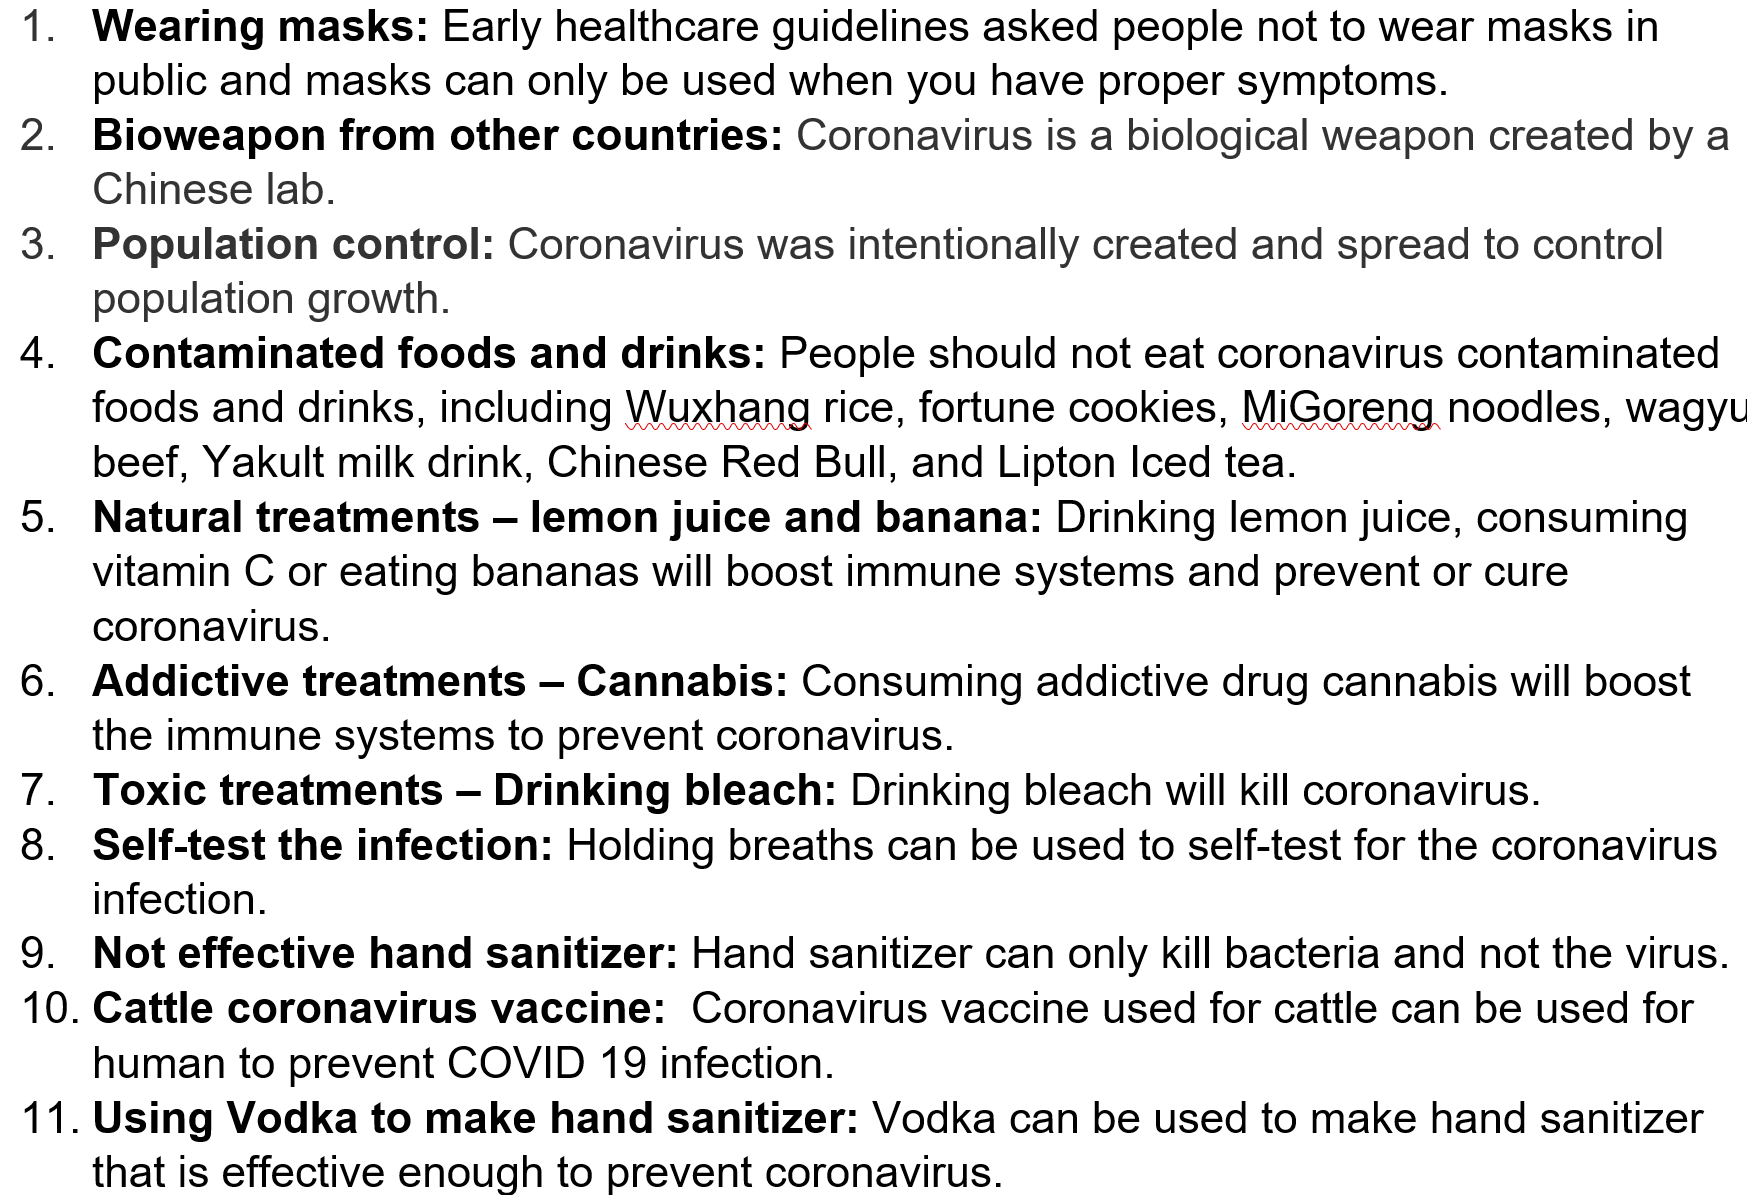 1. Wearing masks: Early healthcare guidelines asked people not to wear masks in
public and masks can only be used when you have proper symptoms.
2. Bioweapon from other countries: Coronavirus is a biological weapon created by a
Chinese lab.
3. Population control: Coronavirus was intentionally created and spread to control
population growth.
4. Contaminated foods and drinks: People should not eat coronavirus contaminated
foods and drinks, including Wuxhang rice, fortune cookies, MiGoreng noodles, wagyu
beef, Yakult milk drink, Chinese Red Bull, and Lipton Iced tea.
5. Natural treatments – lemon juice and banana: Drinking lemon juice, consuming
vitamin C or eating bananas will boost immune systems and prevent or cure
coronavirus.
6. Addictive treatments – Cannabis: Consuming addictive drug cannabis will boost
the immune systems to prevent coronavirus.
7. Toxic treatments – Drinking bleach: Drinking bleach will kill coronavirus.
8. Self-test the infection: Holding breaths can be used to self-test for the coronavirus
infection.
9. Not effective hand sanitizer: Hand sanitizer can only kill bacteria and not the virus.
10. Cattle coronavirus vaccine: Coronavirus vaccine used for cattle can be used for
human to prevent COVID 19 infection.
11. Using Vodka to make hand sanitizer: Vodka can be used to make hand sanitizer
that is effective enough to prevent coronavirus.